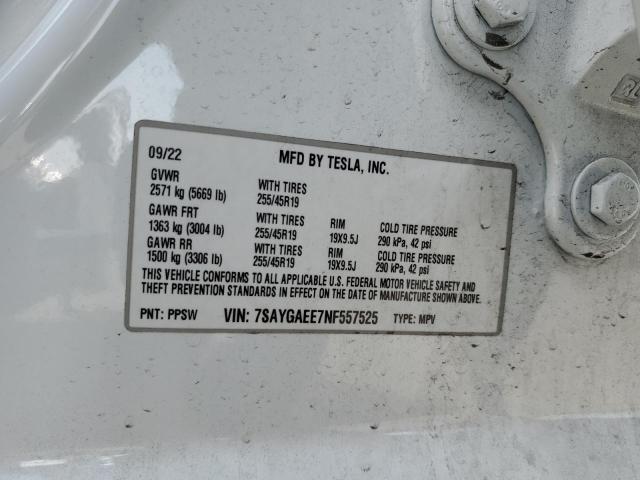 09/22 MFD BY TESLA, INC.
GVWR
2571 kg (5669 lb) WITH TIRES 255/45R19
GAWR FRT
1363 kg (3004 lb) WITH TIRES 255/45R19 RIM 19X9.5J COLD TIRE PRESSURE 290 kPa, 42 psi
GAWR RR
1500 kg (3306 lb) WITH TIRES 255/45R19 RIM 19X9.5J COLD TIRE PRESSURE 290 kPa, 42 psi
THIS VEHICLE CONFORMS TO ALL APPLICABLE U.S. FEDERAL MOTOR VEHICLE SAFETY AND
THEFT PREVENTION STANDARDS IN EFFECT ON THE DATE OF MANUFACTURE SHOWN ABOVE.
PNT: PPSW VIN: 7SAYGAEE7NF557525 TYPE: MPV